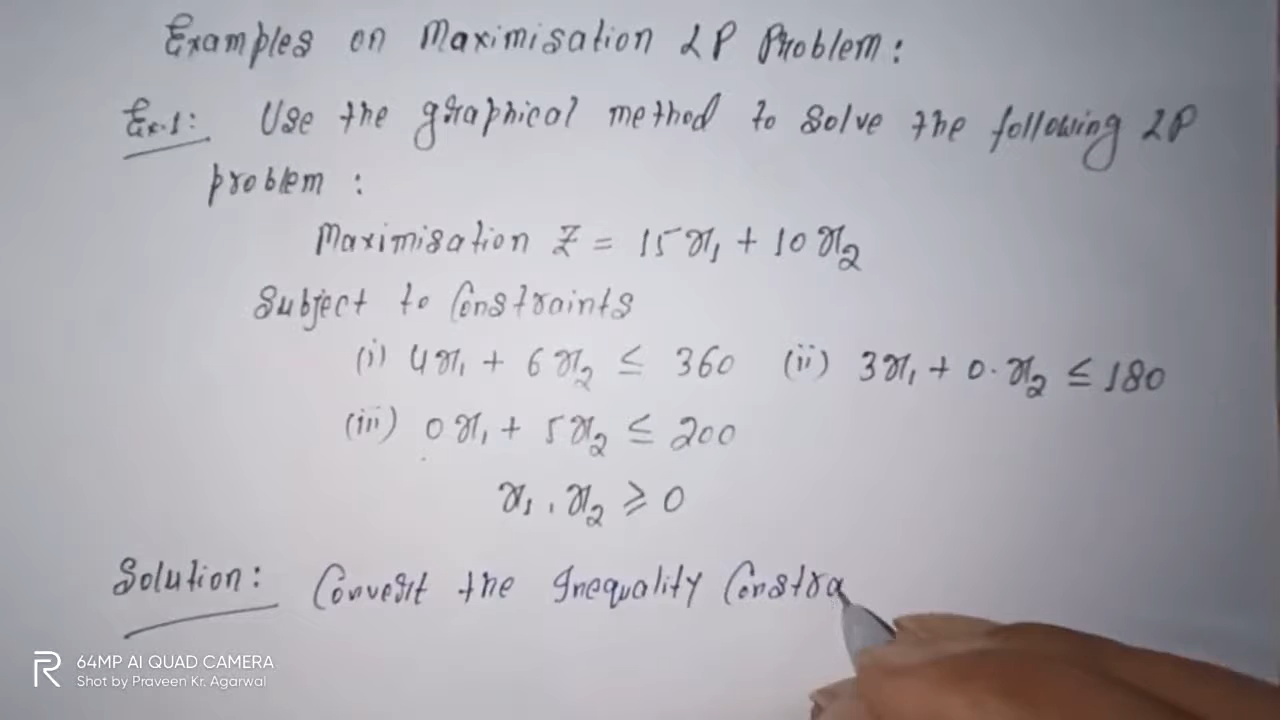 Examples on Maximisation LP Problem:
Ex.1: Use the graphical method to solve the following LP
problem:
Maximisation Z = 15x₁ + 10x₂
Subject to Constraints
(i) 4x₁ + 6x₂ ≤ 360 (ii) 3x₁ + 0.x₂ ≤ 180
(iii) 0x₁ + 5x₂ ≤ 200
x₁, x₂ ≥ 0
Solution: Convert the Inequality Constra
64MP AI QUAD CAMERA
Shot by Praveen Kr. Agarwal